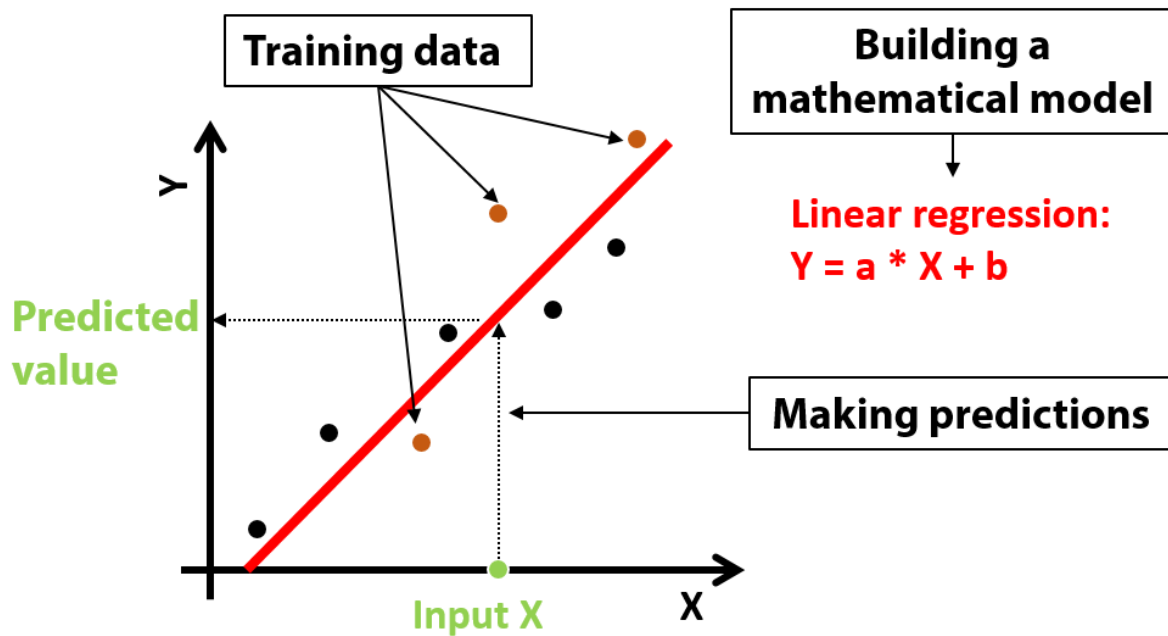 Training data
Building a
mathematical model
Y
Linear regression:
Y = a * X + b
Predicted
value
Making predictions
Input X
X